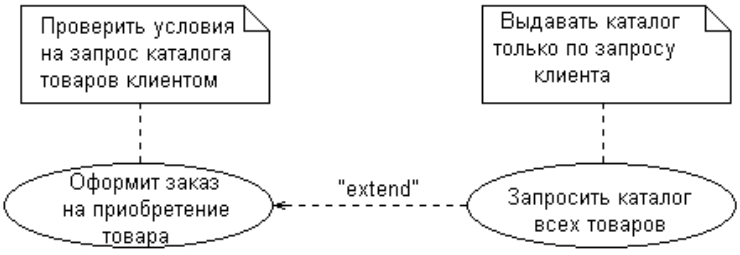 Проверить условия
на запрос каталога
товаров клиентом
Выдавать каталог
только по запросу
клиента
Оформит заказ
на приобретение
товара
"extend"
Запросить каталог
всех товаров